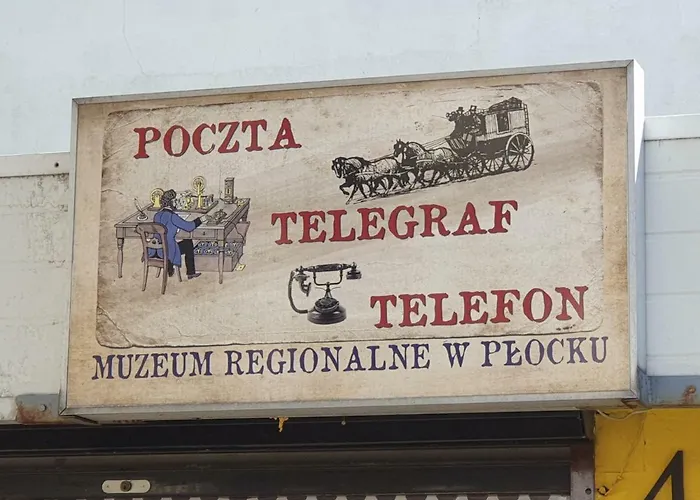 POCZTA
TELEGRAF
TELEFON
MUZEUM REGIONALNE W PŁOCKU